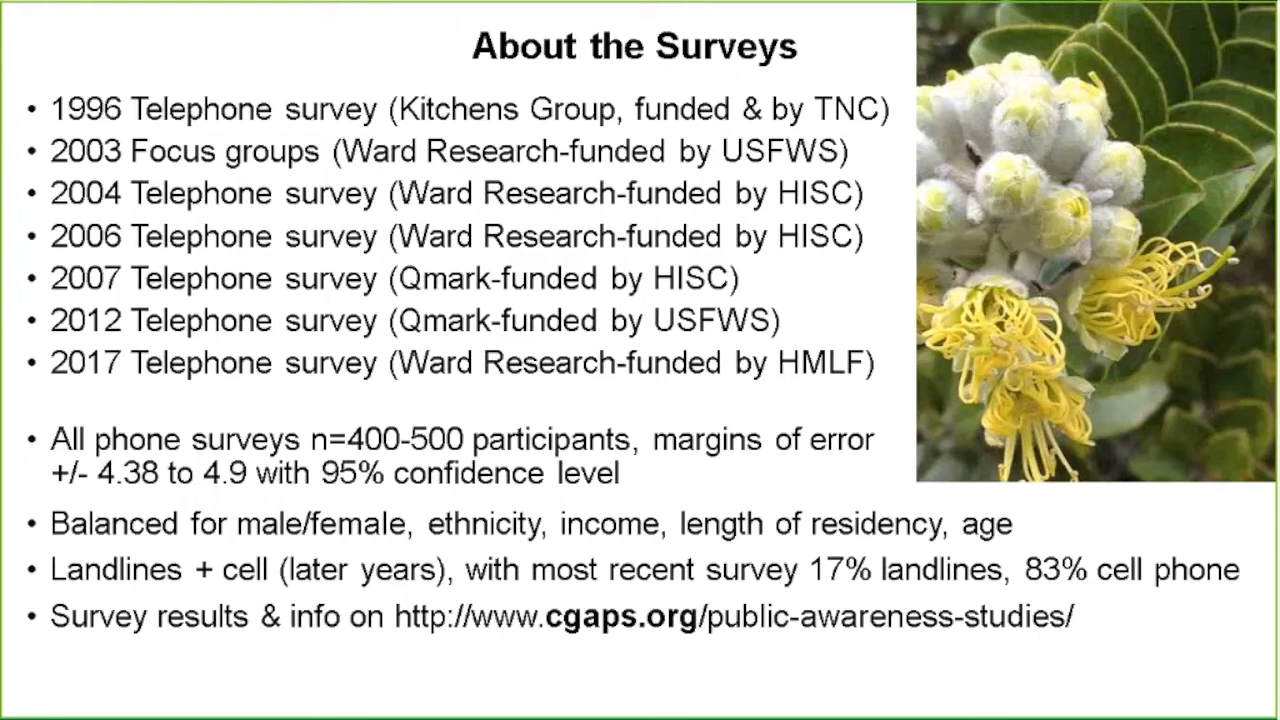 About the Surveys
• 1996 Telephone survey (Kitchens Group, funded & by TNC)
• 2003 Focus groups (Ward Research-funded by USFWS)
• 2004 Telephone survey (Ward Research-funded by HISC)
• 2006 Telephone survey (Ward Research-funded by HISC)
• 2007 Telephone survey (Qmark-funded by HISC)
• 2012 Telephone survey (Qmark-funded by USFWS)
• 2017 Telephone survey (Ward Research-funded by HMLF)
• All phone surveys n=400-500 participants, margins of error
+/- 4.38 to 4.9 with 95% confidence level
• Balanced for male/female, ethnicity, income, length of residency, age
• Landlines + cell (later years), with most recent survey 17% landlines, 83% cell phone
• Survey results & info on http://www.cgaps.org/public-awareness-studies/